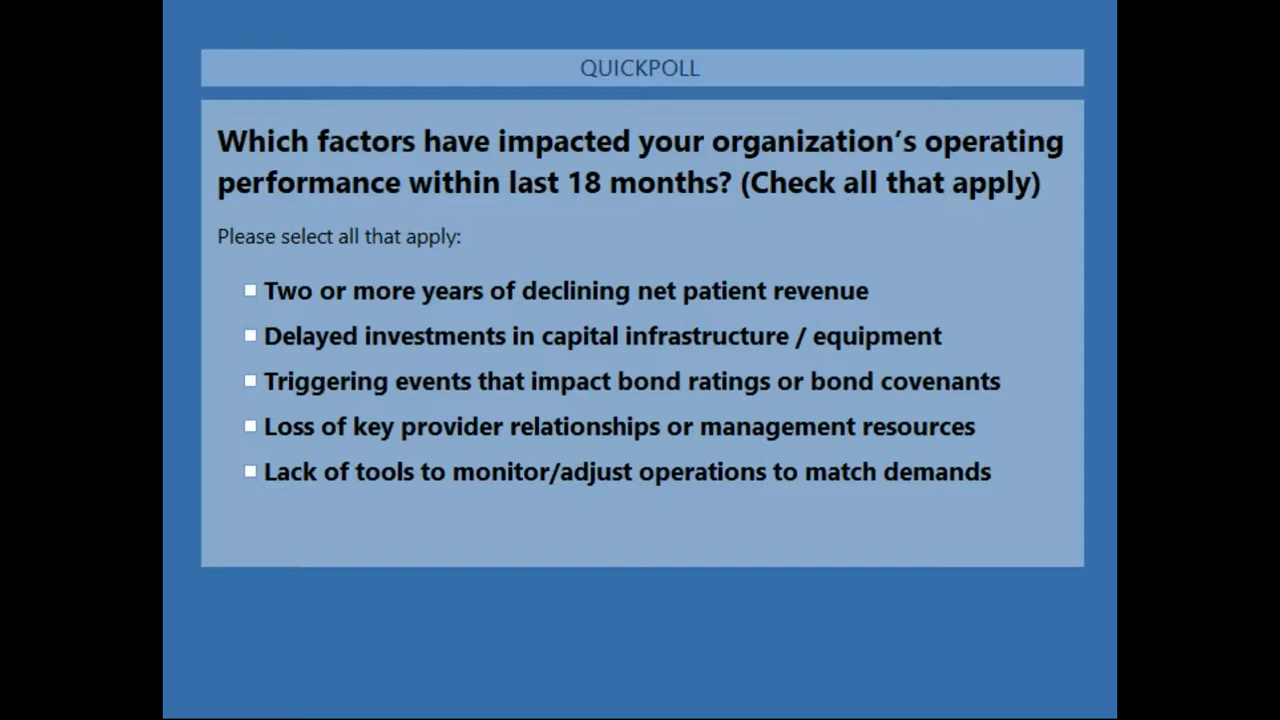 QUICKPOLL
Which factors have impacted your organization’s operating
performance within last 18 months? (Check all that apply)
Please select all that apply:
Two or more years of declining net patient revenue
Delayed investments in capital infrastructure / equipment
Triggering events that impact bond ratings or bond covenants
Loss of key provider relationships or management resources
Lack of tools to monitor/adjust operations to match demands